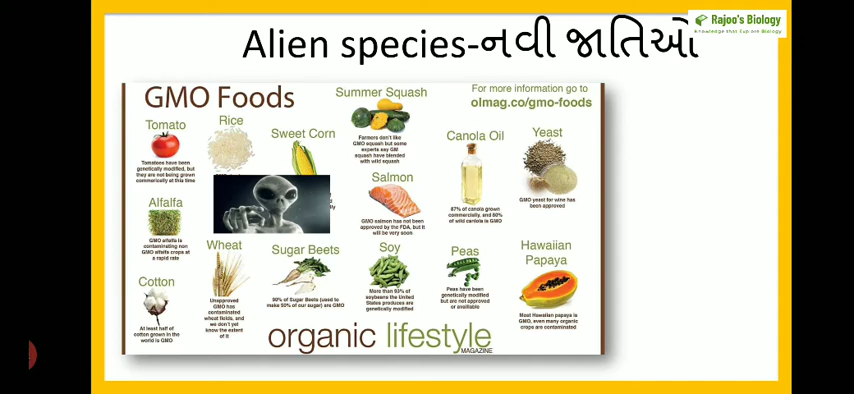 Rajoo's Biology
Alien species-નવી જાતિઓ
GMO Foods
For more information go to
olmag.co/gmo-foods
Tomato
Tomatoes have been
genetically modified, but
they are not being grown
commerically at this time
Rice
Sweet Corn
Summer Squash
Farmers don't like
GMO squash but some
experts say GM
squash have blended
with wild squash
Canola Oil
87% of canola grown
commercially, and 80%
of wild canola is GMO
Yeast
GMO yeast for wine has
been approved
Alfalfa
GMO alfalfa is
contaminating non
GMO alfalfa crops at
a rapid rate
Salmon
GMO salmon has not been
approved by the FDA, but it
will be very soon
Cotton
At least half of
cotton grown in the
world is GMO
Wheat
Unapproved
GMO has
contaminated
wheat fields, and
we don't yet
know the extent
of it
Sugar Beets
90% of Sugar Beets (used to
make 50% of our sugar) are GMO
Soy
More than 93% of
soybeans the United
States produces are
genetically modified
Peas
Peas have been
genetically modified
but are not approved
or available
Hawaiian
Papaya
Most Hawaiian papaya is
GMO, even many organic
crops are contaminated
organic lifestyle
MAGAZINE